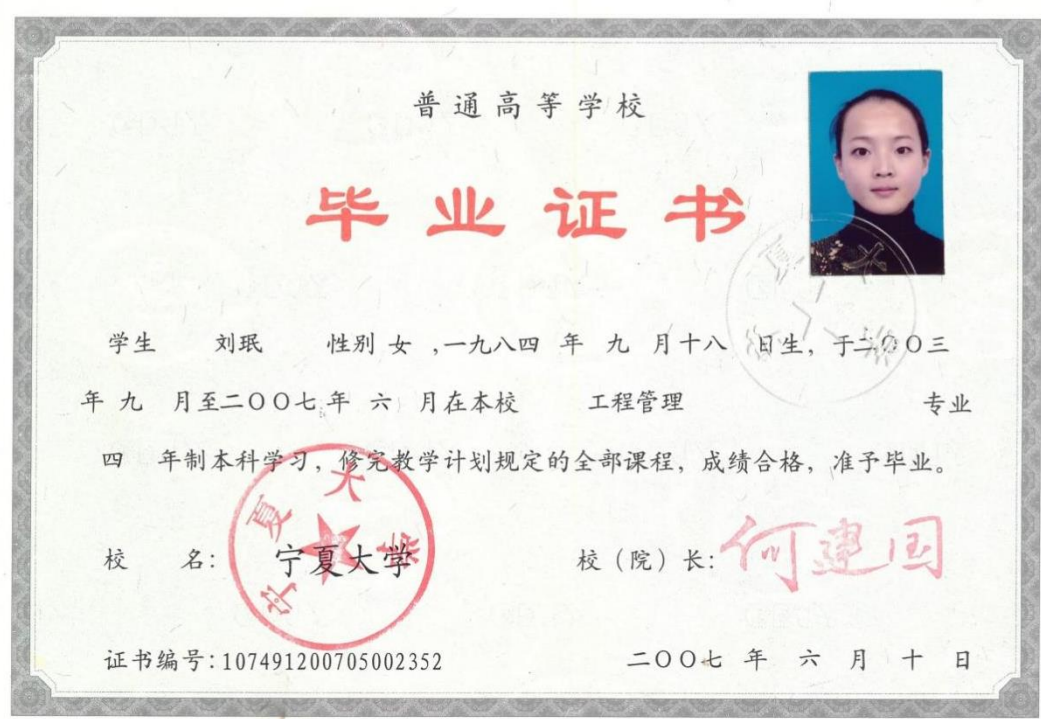 普通高等学校
毕业证书
学生 刘珉 性别 女 ,一九八四 年 九 月十八 日生, 于二〇〇三
年 九 月至二〇〇七 年 六 月在本校 工程管理 专业
四 年制本科学习, 修完教学计划规定的全部课程, 成绩合格, 准予毕业。
宁夏大学
校 名: 宁夏大学 校 (院) 长: 何建国
证书编号: 107491200705002352 二〇〇七 年 六 月 十 日